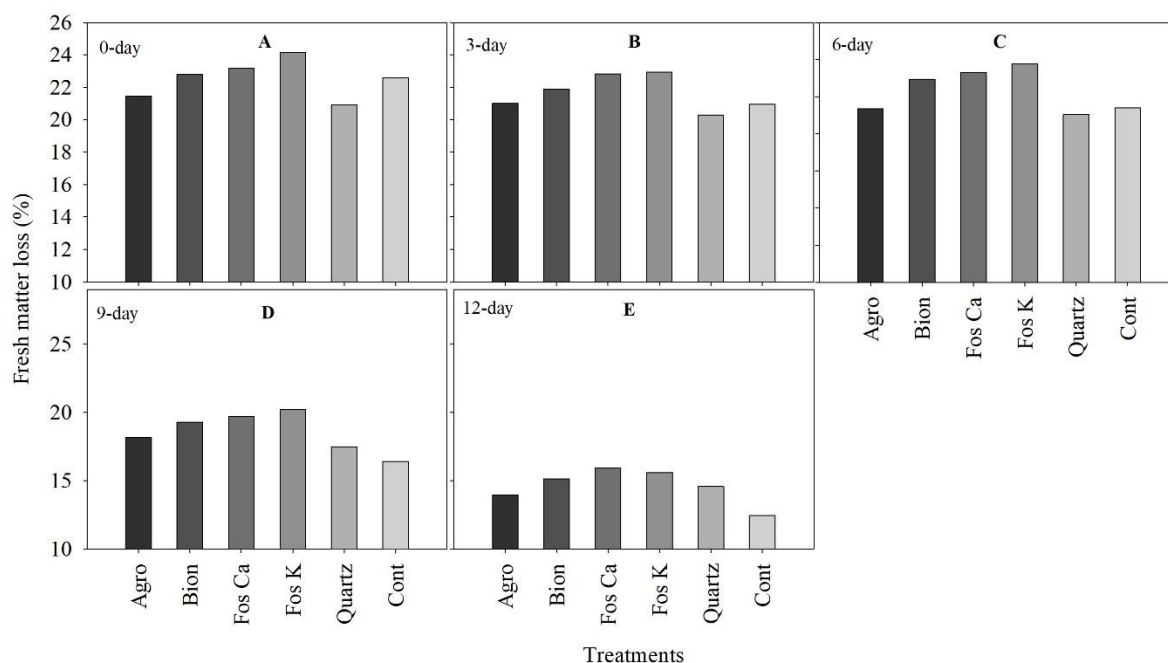 Fresh matter loss (%)
26
24
22
20
18
16
14
12
10
0-day
A
3-day
B
6-day
C
Agro
Bion
Fos Ca
Fos K
Quartz
Cont
25
20
15
10
9-day
D
12-day
E
Agro
Bion
Fos Ca
Fos K
Quartz
Cont
Agro
Bion
Fos Ca
Fos K
Quartz
Cont
Treatments